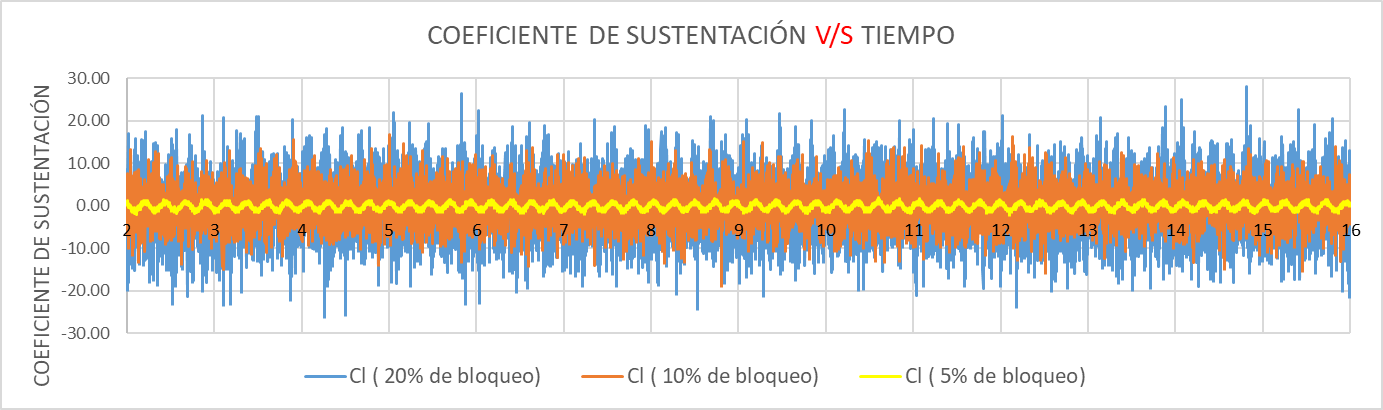 COEFICIENTE DE SUSTENTACIÓN V/S TIEMPO
COEFICIENTE DE SUSTENTACIÓN
30.00
20.00
10.00
0.00
-10.00
-20.00
-30.00
2 3 4 5 6 7 8 9 10 11 12 13 14 15 16
Cl ( 20% de bloqueo) Cl ( 10% de bloqueo) Cl ( 5% de bloqueo)